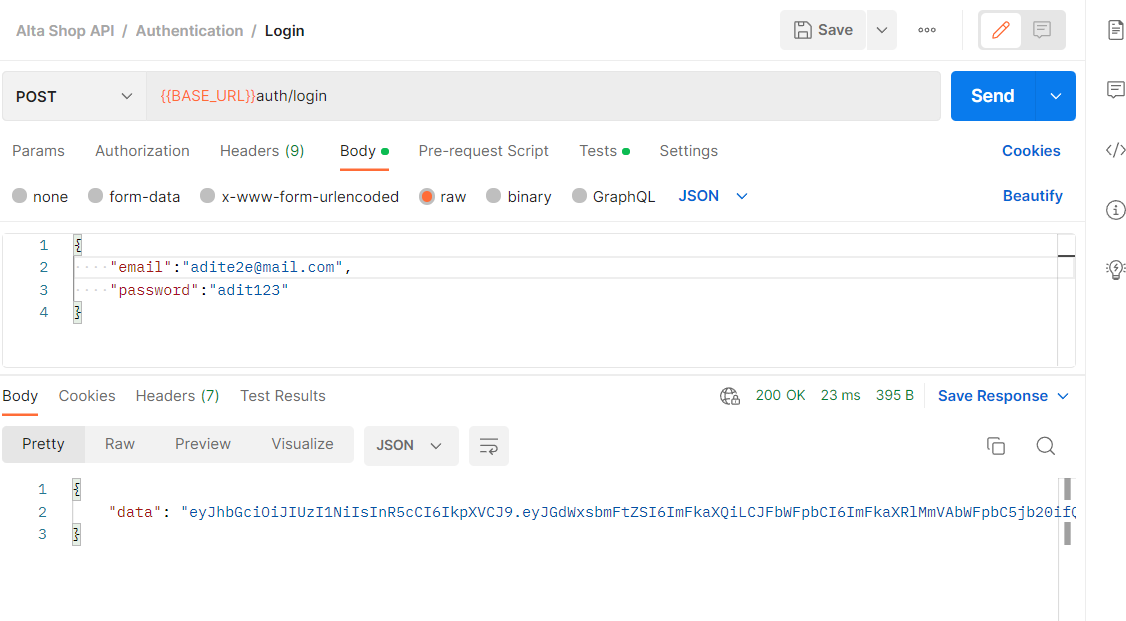 Alta Shop API / Authentication / Login
Save
POST
{{BASE_URL}}auth/login
Send
Params Authorization Headers (9) Body Pre-request Script Tests Settings Cookies
none form-data x-www-form-urlencoded raw binary GraphQL JSON Beautify
1 {
2 "email":"adite2e@mail.com",
3 "password":"adit123"
4 }
Body Cookies Headers (7) Test Results 200 OK 23 ms 395 B Save Response
Pretty Raw Preview Visualize JSON
1 {
2 "data": "eyJhbGciOiJIUzI1NiIsInR5cCI6IkpXVCJ9.eyJGdWxsbmFtZSI6ImFkaXQiLCJFbWFpbCI6ImFkaXRlMmVAbWFpbC5jb20ifQ
3 }